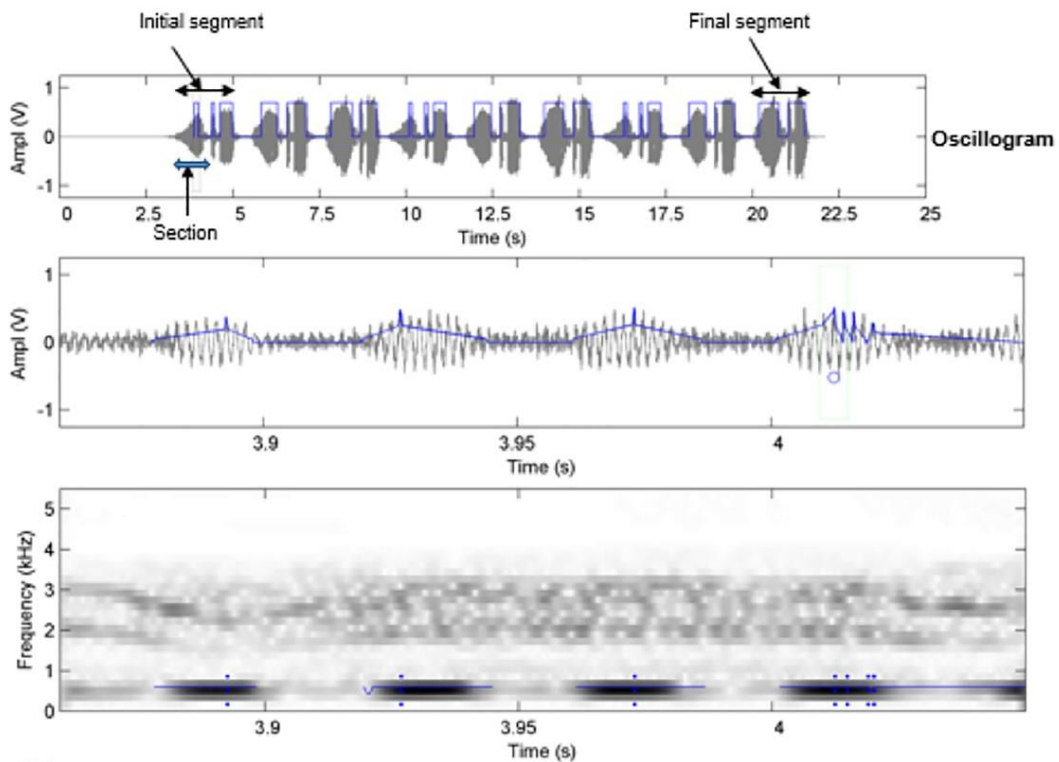 Initial segment
Final segment
Ampl (V)
1
0
-1
Oscillogram
0 2.5 5 7.5 10 12.5 15 17.5 20 22.5 25
Section
Time (s)
Ampl (V)
1
0
-1
3.9 3.95 4
Time (s)
Frequency (kHz)
5
4
3
2
1
0
3.9 3.95 4
Time (s)